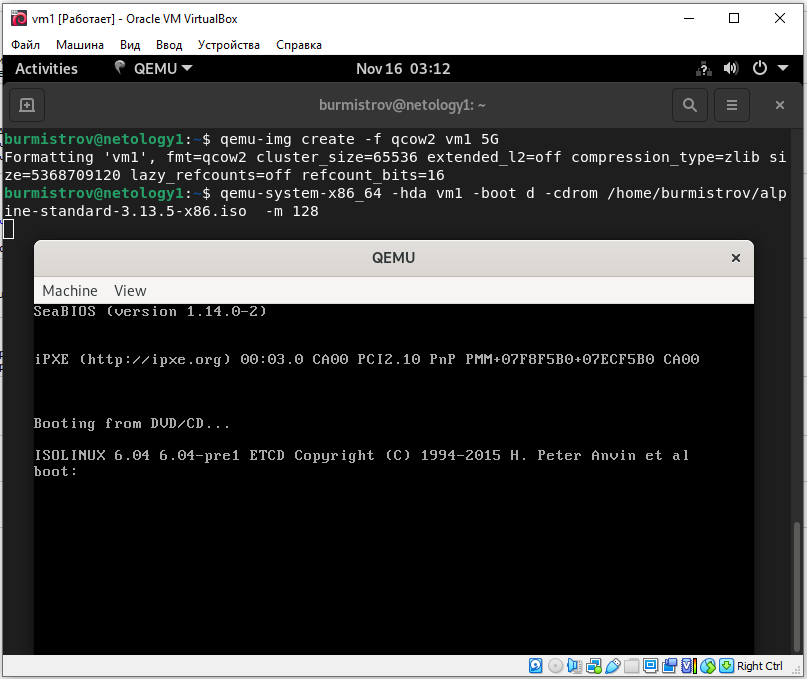 vm1 [Работает] - Oracle VM VirtualBox
Файл Машина Вид Ввод Устройства Справка
Activities QEMU Nov 16 03:12
burmistrov@netology1: ~
burmistrov@netology1:~$ qemu-img create -f qcow2 vm1 5G
Formatting 'vm1', fmt=qcow2 cluster_size=65536 extended_l2=off compression_type=zlib si
ze=5368709120 lazy_refcounts=off refcount_bits=16
burmistrov@netology1:~$ qemu-system-x86_64 -hda vm1 -boot d -cdrom /home/burmistrov/alp
ine-standard-3.13.5-x86.iso  -m 128
QEMU
Machine View
SeaBIOS (version 1.14.0-2)
iPXE (http://ipxe.org) 00:03.0 CA00 PCI2.10 PnP PMM+07F8F5B0+07ECF5B0 CA00
Booting from DVD/CD...
ISOLINUX 6.04 6.04-pre1 ETCD Copyright (C) 1994-2015 H. Peter Anvin et al
boot:
Right Ctrl